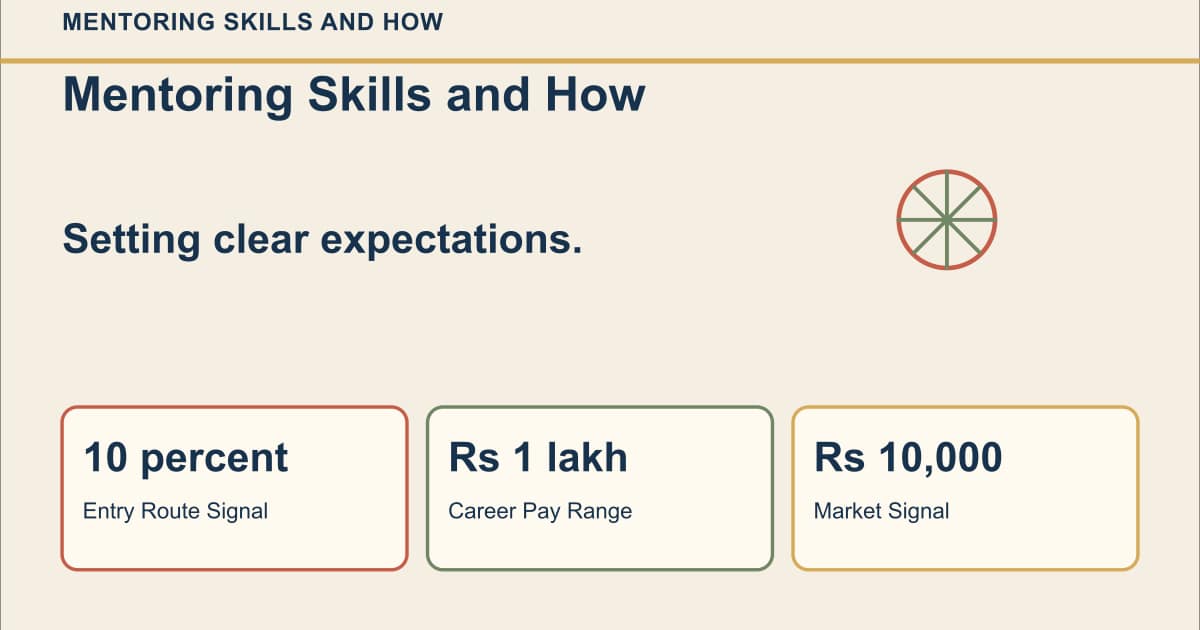 MENTORING SKILLS AND HOW
Mentoring Skills and How
Setting clear expectations.
10 percent
Entry Route Signal
Rs 1 lakh
Career Pay Range
Rs 10,000
Market Signal